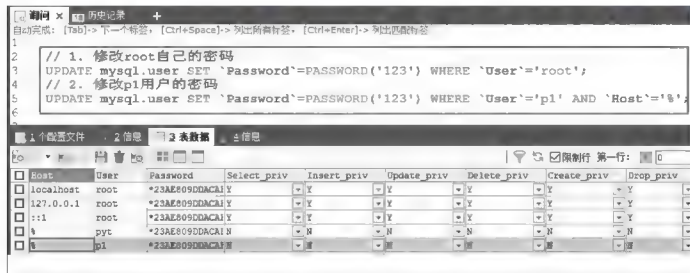 询问 × 历史记录 +
自动完成: [Tab]-> 下一个标签, [Ctrl+Space]-> 列出所有标签, [Ctrl+Enter]-> 列出匹配标签
1
2 // 1. 修改root自己的密码
3 UPDATE mysql.user SET `Password`=PASSWORD('123') WHERE `User`='root';
4 // 2. 修改p1用户的密码
5 UPDATE mysql.user SET `Password`=PASSWORD('123') WHERE `User`='p1' AND `Host`='%';
6
1 个配置文件 2 信息 3 表数据 4 信息
限制行 第一行: 0
Host User Password Select_priv Insert_priv Update_priv Delete_priv Create_priv Drop_priv
localhost root *23AE809DDACAF Y Y Y Y Y Y
127.0.0.1 root *23AE809DDACAF Y Y Y Y Y Y
::1 root *23AE809DDACAF Y Y Y Y Y Y
% pyt *23AE809DDACAF N N N N N N
% p1 *23AE809DDACAF N N N N N N